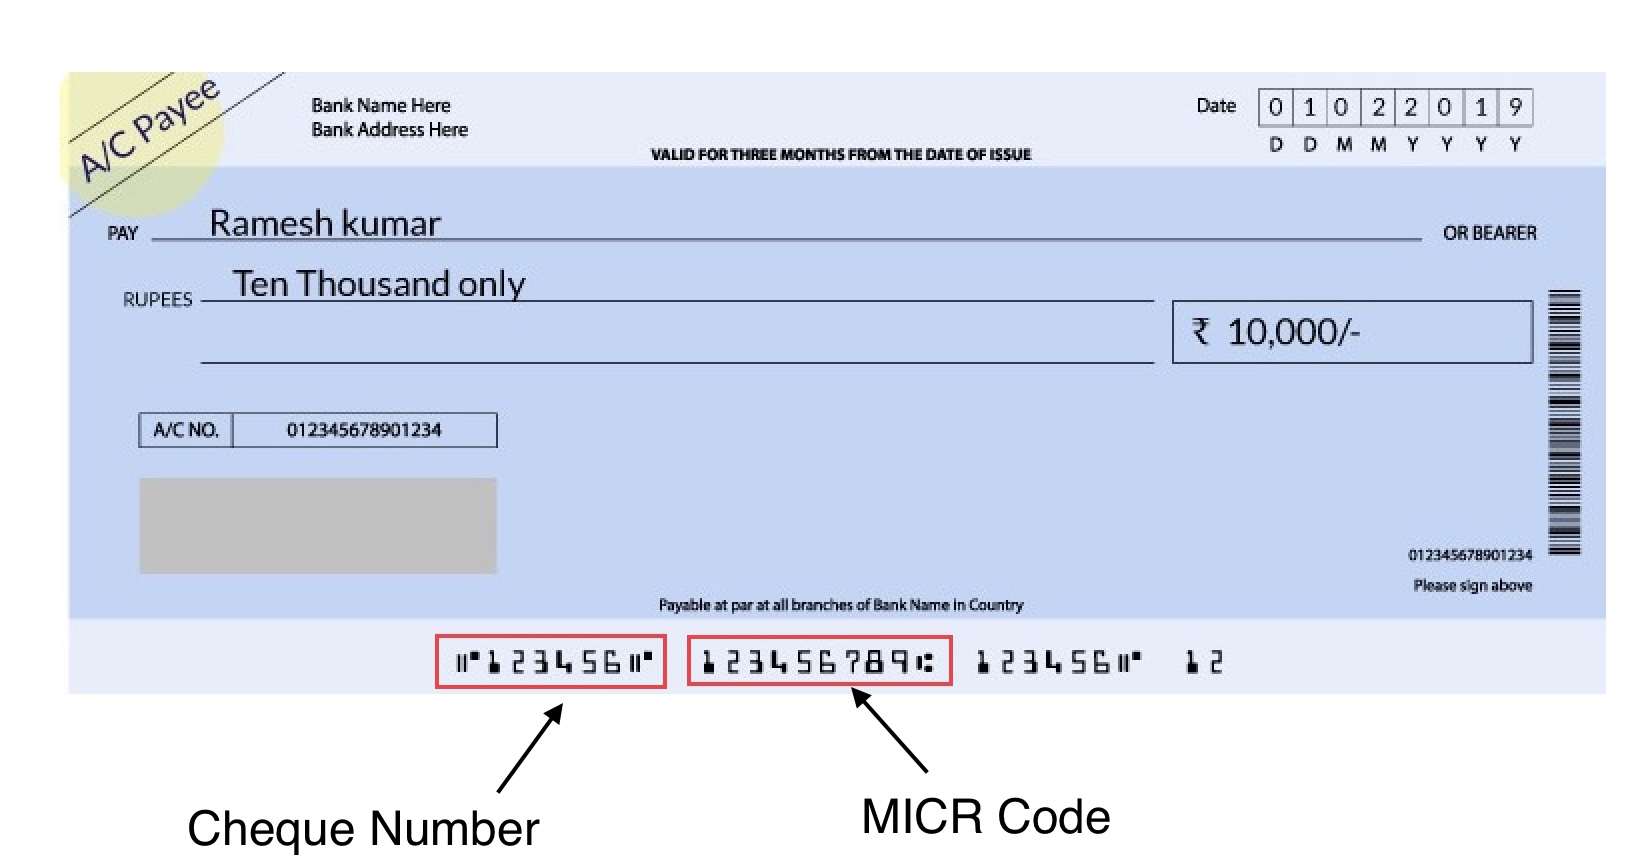 A/C Payee
Bank Name Here
Bank Address Here
Date 0 1 0 2 2 0 1 9
D D M M Y Y Y Y
VALID FOR THREE MONTHS FROM THE DATE OF ISSUE
PAY Ramesh kumar OR BEARER
RUPEES Ten Thousand only
₹ 10,000/-
A/C NO. 012345678901234
012345678901234
Please sign above
Payable at par at all branches of Bank Name in Country
⑈123456⑈ 123456789⑆ 123456⑈ 12
Cheque Number
MICR Code